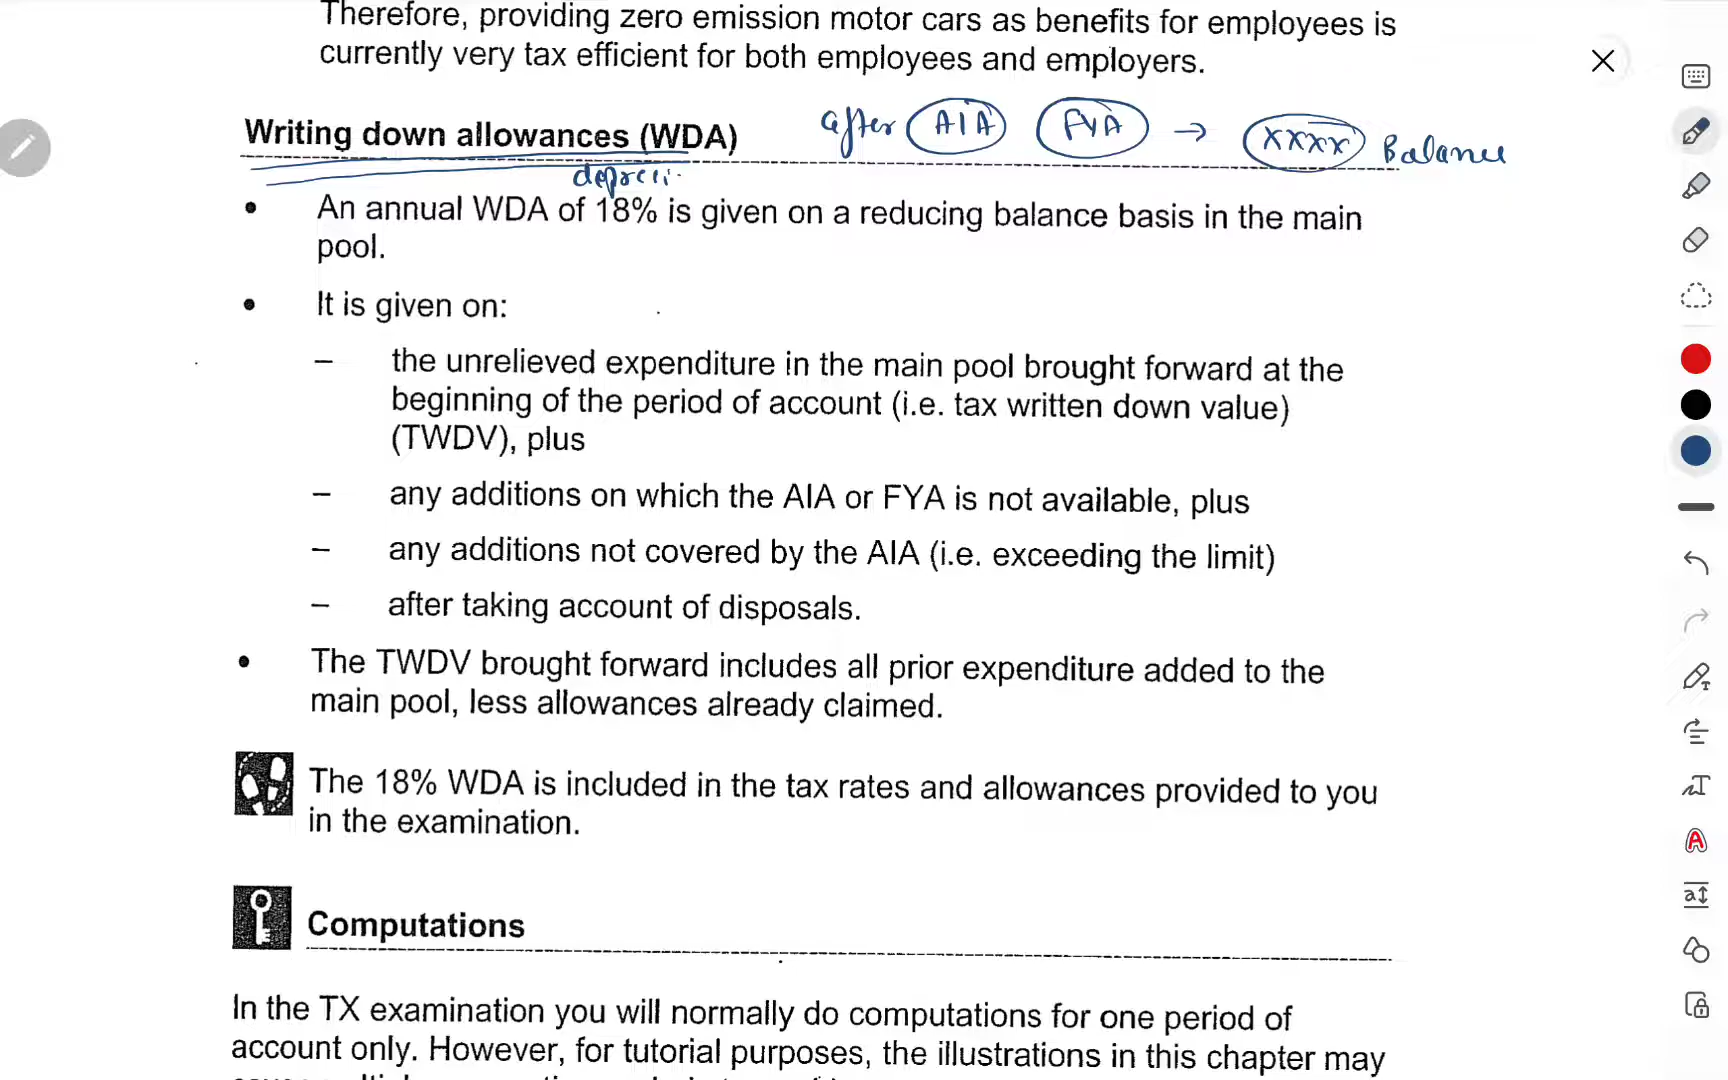 Therefore, providing zero emission motor cars as benefits for employees is
currently very tax efficient for both employees and employers.
Writing down allowances (WDA)
after AIA FYA → xxxx Balance
depreci.
• An annual WDA of 18% is given on a reducing balance basis in the main
pool.
• It is given on:
– the unrelieved expenditure in the main pool brought forward at the
beginning of the period of account (i.e. tax written down value)
(TWDV), plus
– any additions on which the AIA or FYA is not available, plus
– any additions not covered by the AIA (i.e. exceeding the limit)
– after taking account of disposals.
• The TWDV brought forward includes all prior expenditure added to the
main pool, less allowances already claimed.
The 18% WDA is included in the tax rates and allowances provided to you
in the examination.
Computations
In the TX examination you will normally do computations for one period of
account only. However, for tutorial purposes, the illustrations in this chapter may